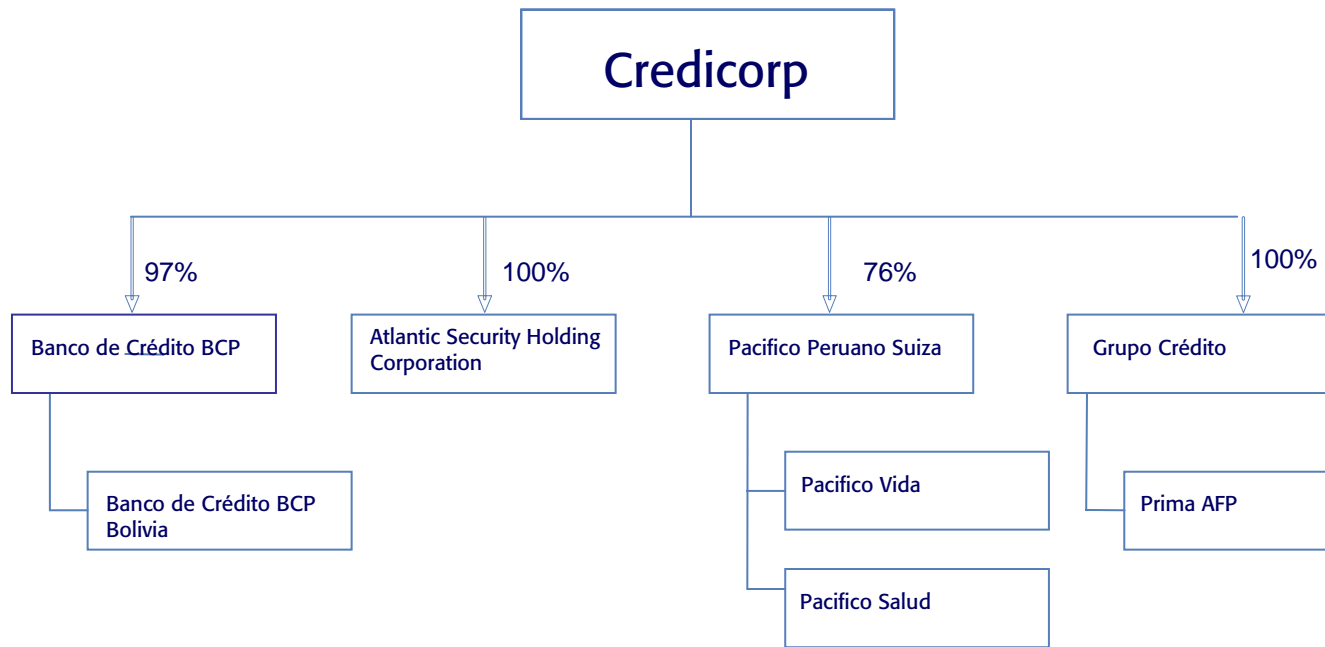 Credicorp
97%
100%
76%
100%
Banco de Crédito BCP
Atlantic Security Holding
Corporation
Pacifico Peruano Suiza
Grupo Crédito
Banco de Crédito BCP
Bolivia
Pacifico Vida
Prima AFP
Pacifico Salud